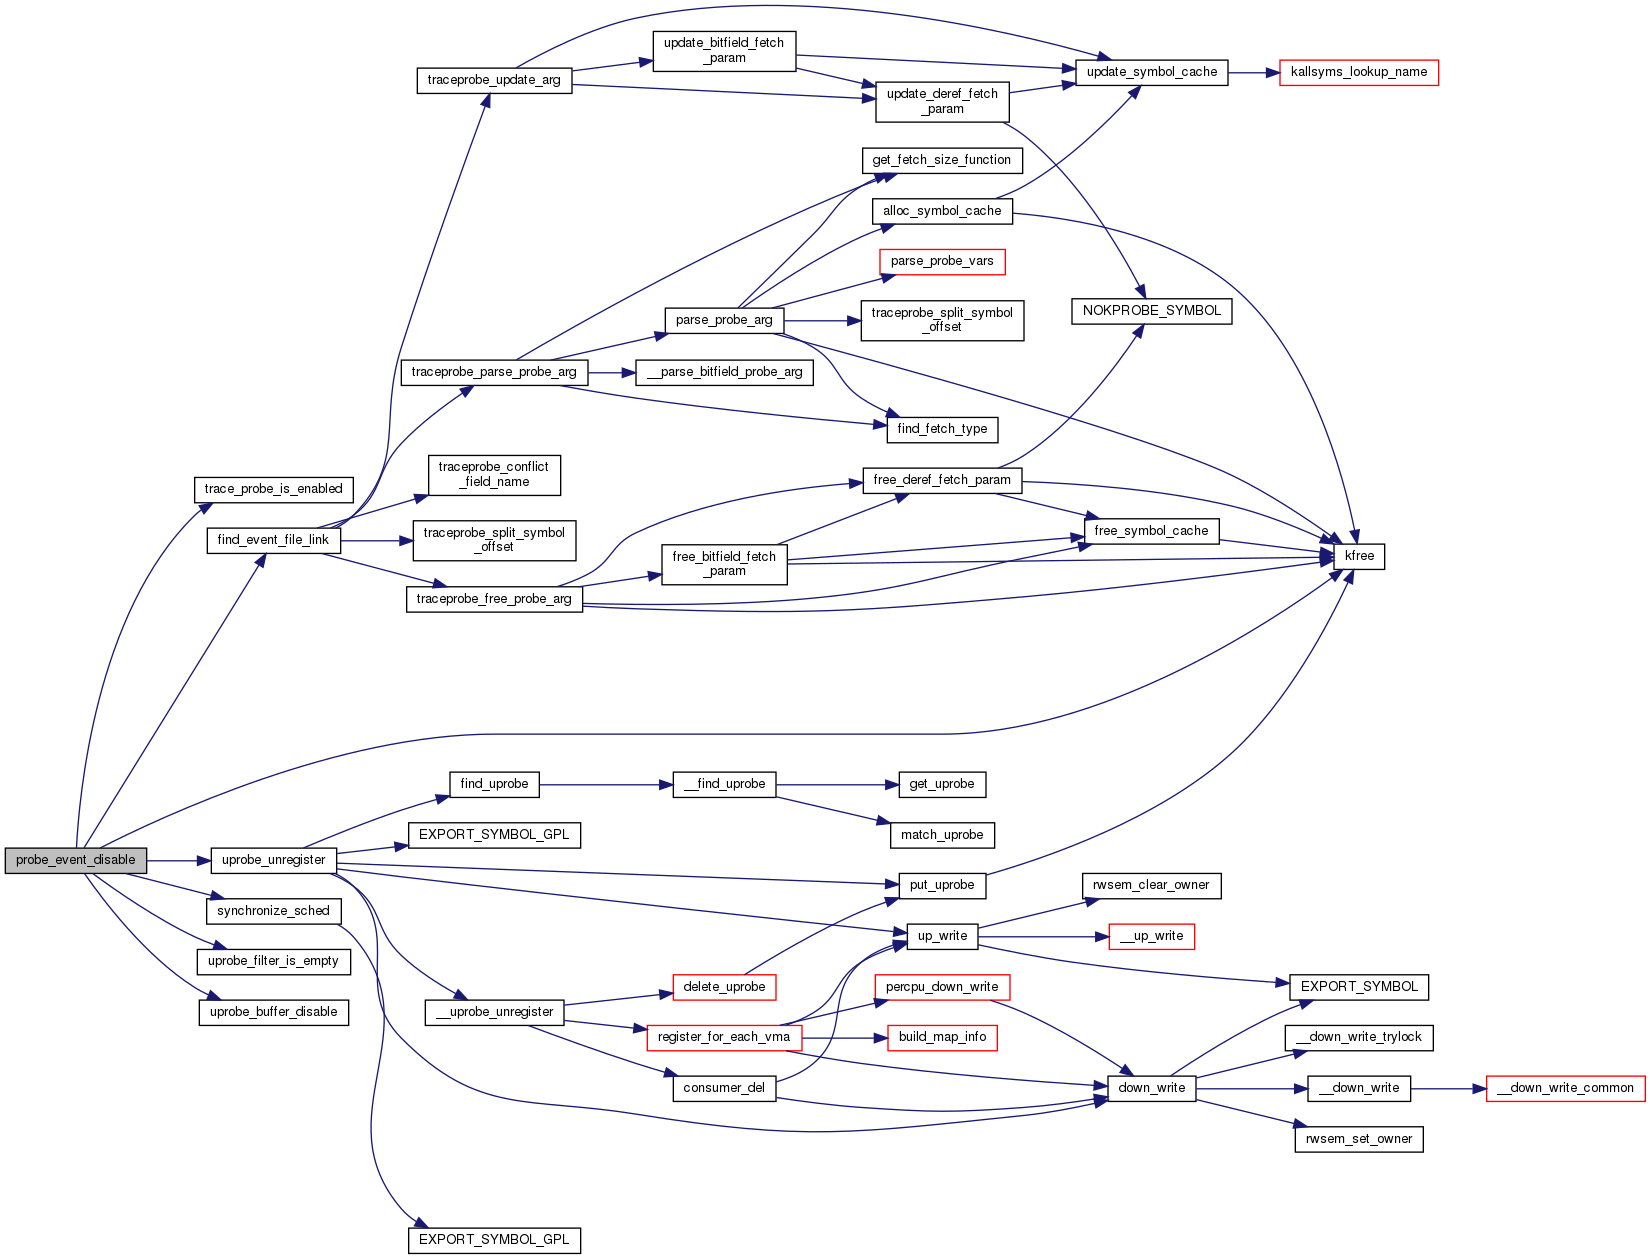 update_bitfield_fetch
_param
traceprobe_update_arg
update_symbol_cache
kallsyms_lookup_name
update_deref_fetch
_param
get_fetch_size_function
alloc_symbol_cache
parse_probe_vars
NOKPROBE_SYMBOL
parse_probe_arg
traceprobe_split_symbol
_offset
traceprobe_parse_probe_arg
__parse_bitfield_probe_arg
find_fetch_type
traceprobe_conflict
_field_name
trace_probe_is_enabled
free_deref_fetch_param
find_event_file_link
traceprobe_split_symbol
_offset
free_symbol_cache
free_bitfield_fetch
_param
kfree
traceprobe_free_probe_arg
find_uprobe
__find_uprobe
get_uprobe
EXPORT_SYMBOL_GPL
match_uprobe
probe_event_disable
uprobe_unregister
put_uprobe
rwsem_clear_owner
synchronize_sched
up_write
__up_write
uprobe_filter_is_empty
delete_uprobe
percpu_down_write
EXPORT_SYMBOL
uprobe_buffer_disable
__uprobe_unregister
register_for_each_vma
build_map_info
__down_write_trylock
consumer_del
down_write
__down_write
__down_write_common
rwsem_set_owner
EXPORT_SYMBOL_GPL